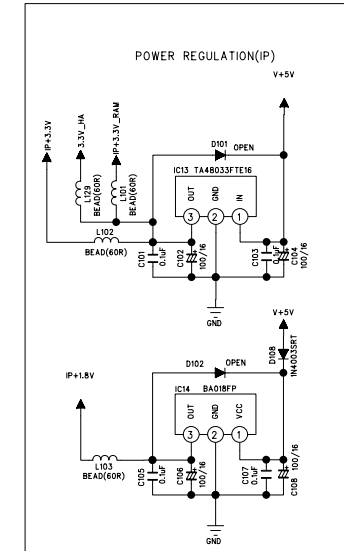 POWER REGULATION(IP)
V+5V
IP+3.3V
3.3V_HA
IP+3.3V_RAM
D101 OPEN
IC13 TA48033FTE16
L129
BEAD(60R)
L101
BEAD(60R)
OUT GND IN
3 2 1
L102
BEAD(60R)
C101
0.1uF
C102
100/16
C103
0.1uF
C104
100/16
GND
V+5V
D108
1N4003SRT
IP+1.8V
D102 OPEN
IC14 BA018FP
OUT GND VCC
3 2 1
L103
BEAD(60R)
C105
0.1uF
C106
100/16
C107
0.1uF
C108
100/16
GND